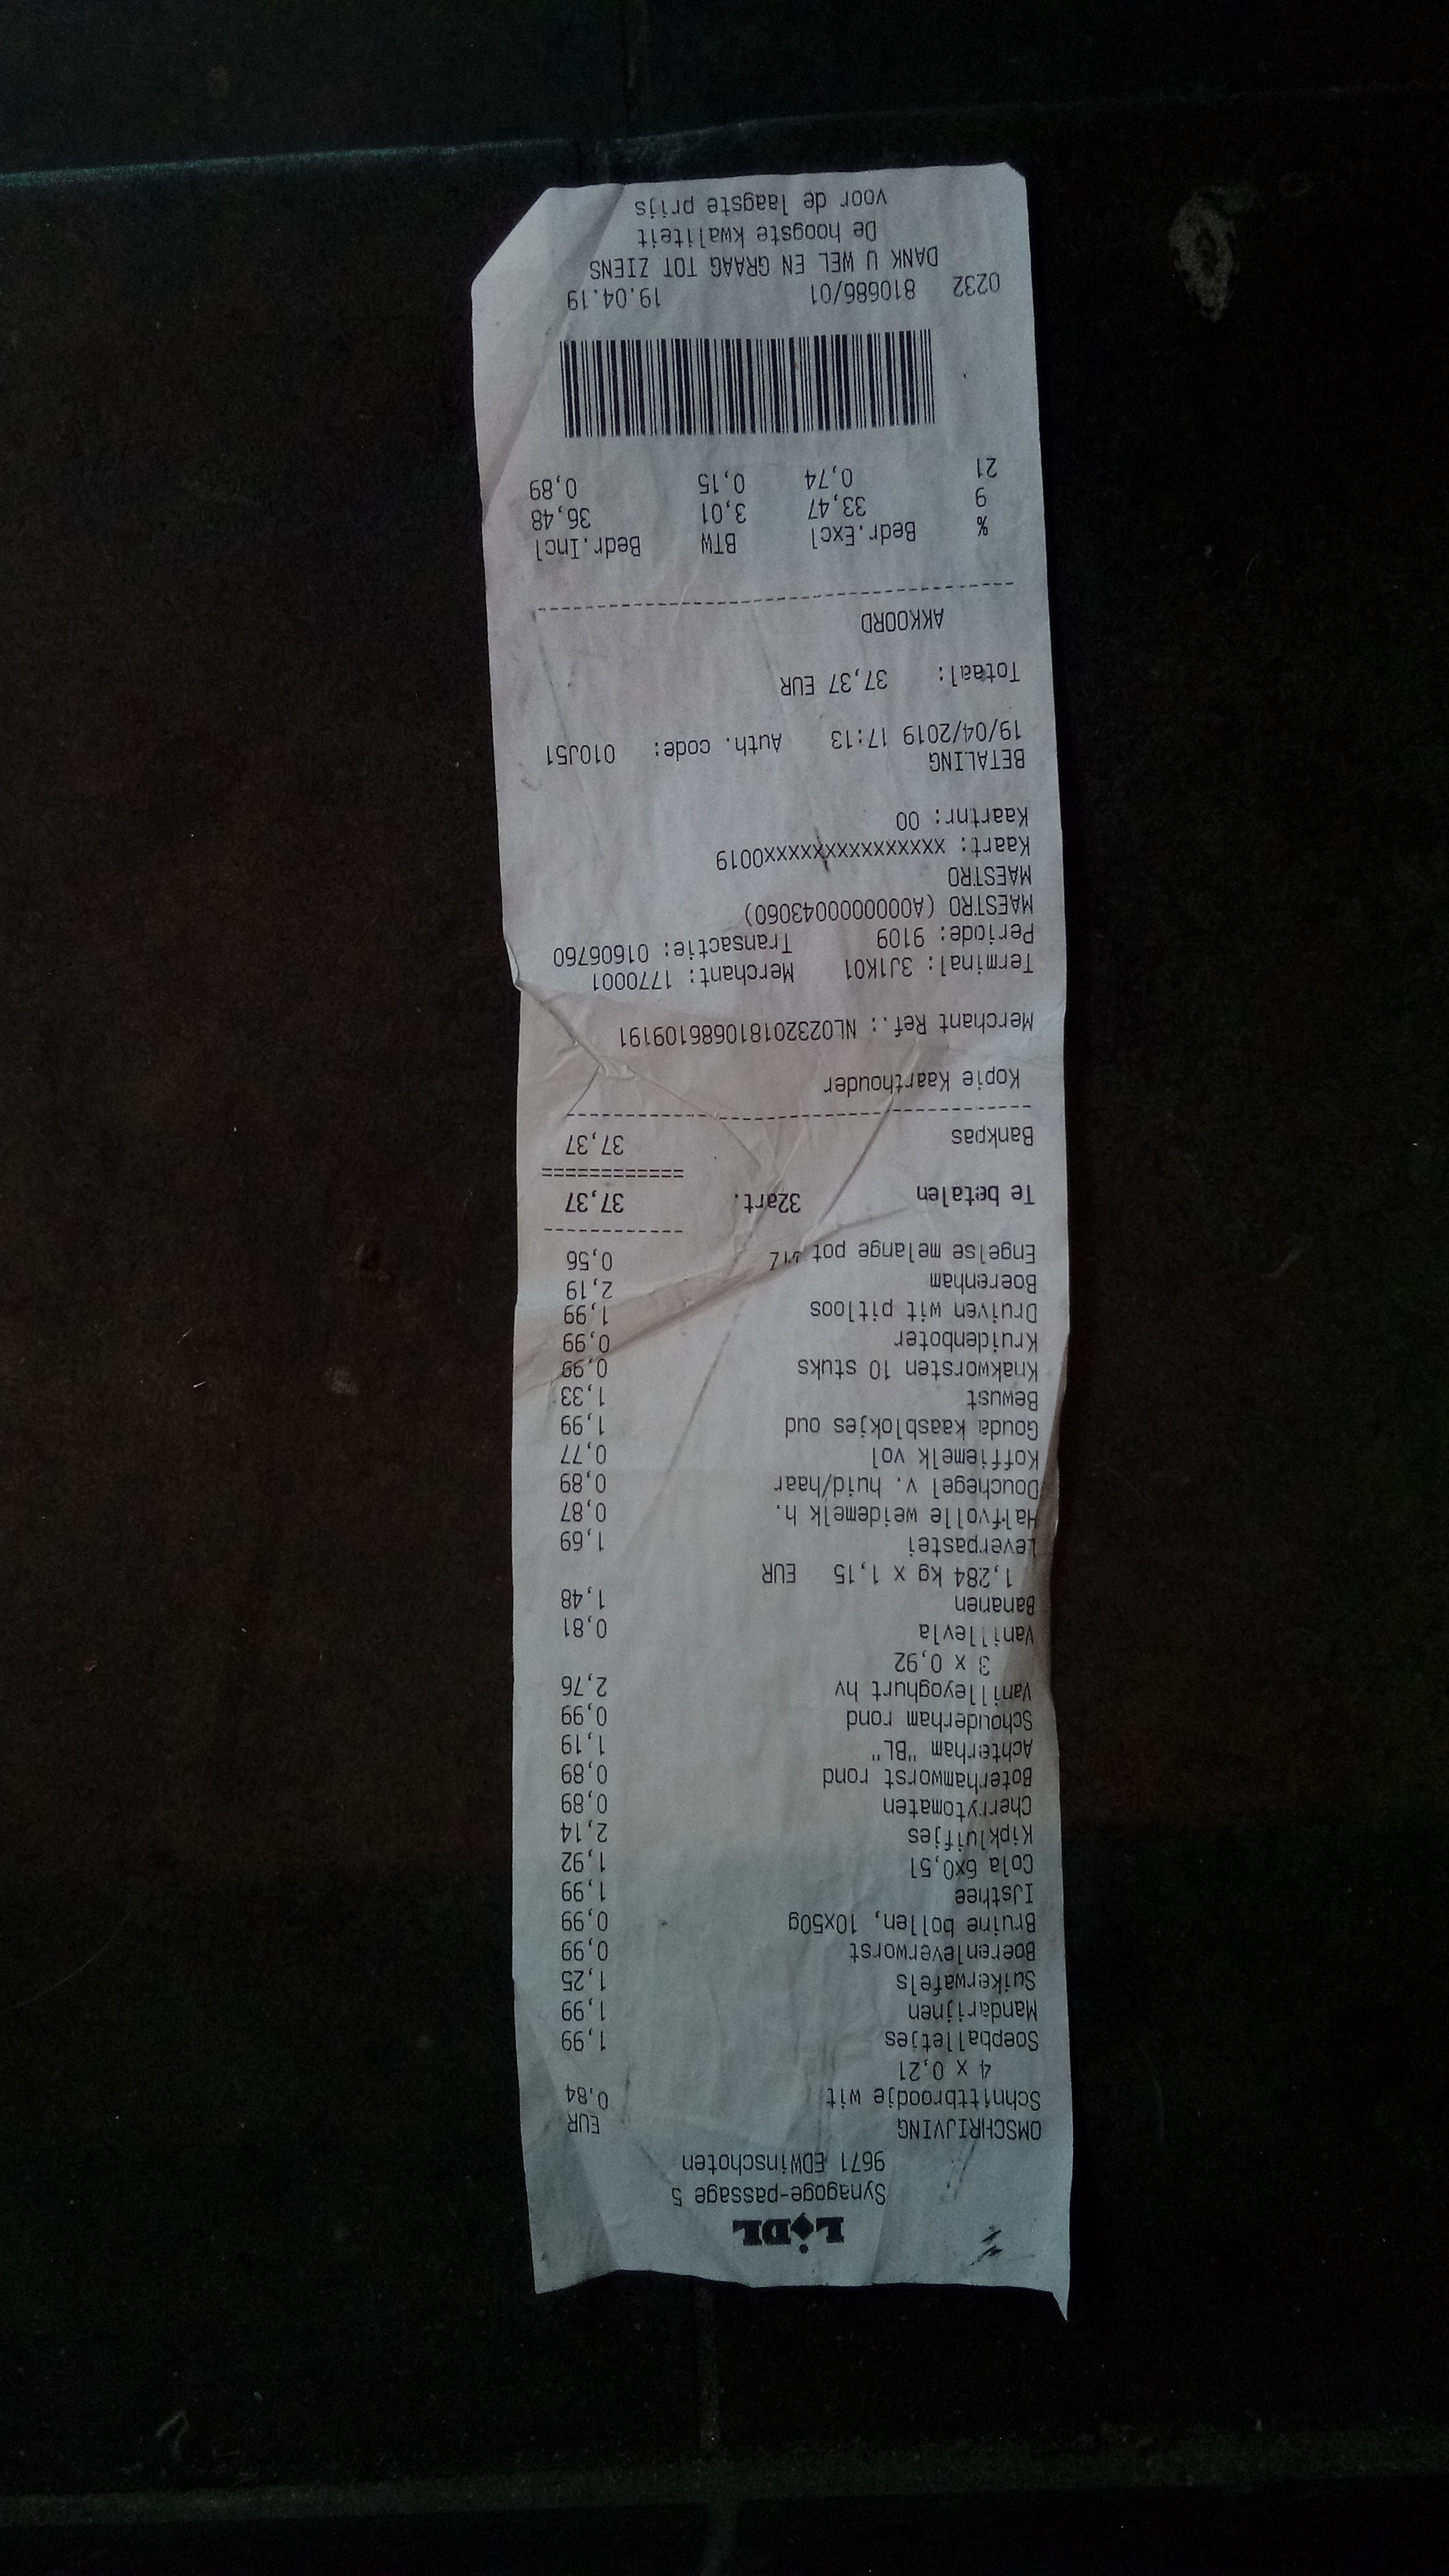 LIDL
Synagoge-passage 5
9671 EDWinschoten
OMSCHRIJVING EUR
Schnittbroodje wit 0,84
4 x 0,21
Soepballetjes 1,99
Mandarijnen 1,99
Suikerwafels 1,25
Boerenleverworst 0,99
Bruine bollen, 10x50g 0,99
IJsthee 1,99
Cola 6x0,5l 1,92
Kipkluifjes 2,14
Cherrytomaten 0,89
Boterhamworst rond 0,89
Achterham "BL" 1,19
Schouderham rond 0,99
Vanilleyoghurt hv 2,76
3 x 0,92
Vanillevla 0,81
Bananen 1,48
1,284 kg x 1,15 EUR
Leverpastei 1,69
Halfvolle weidemelk h. 0,87
Douchegel v. huid/haar 0,89
Koffiemelk vol 0,77
Gouda kaasblokjes oud 1,99
Bewust 1,33
Knakworsten 10 stuks 0,99
Kruidenboter 0,99
Druiven wit pitloos 1,99
Boerenham 2,19
Engelse melange pot 0,56
------------
Te betalen 32art. 37,37
============
Bankpas 37,37
----------------------------------------
Kopie Kaarthouder
Merchant Ref.: NL023201810686109191
Terminal: 3J1K01 Merchant: 1770001
Periode: 9109 Transactie: 01606760
MAESTRO (A0000000043060)
MAESTRO
Kaart: xxxxxxxxxxxxxxx0019
Kaartnr: 00
BETALING
19/04/2019 17:13 Auth. code: 010J51
Totaal: 37,37 EUR
AKKOORD
----------------------------------------
% Bedr.Excl BTW Bedr.Incl
9 33,47 3,01 36,48
21 0,74 0,15 0,89
0232 810686/01 19.04.19
DANK U WEL EN GRAAG TOT ZIENS
De hoogste kwaliteit
voor de laagste prijs